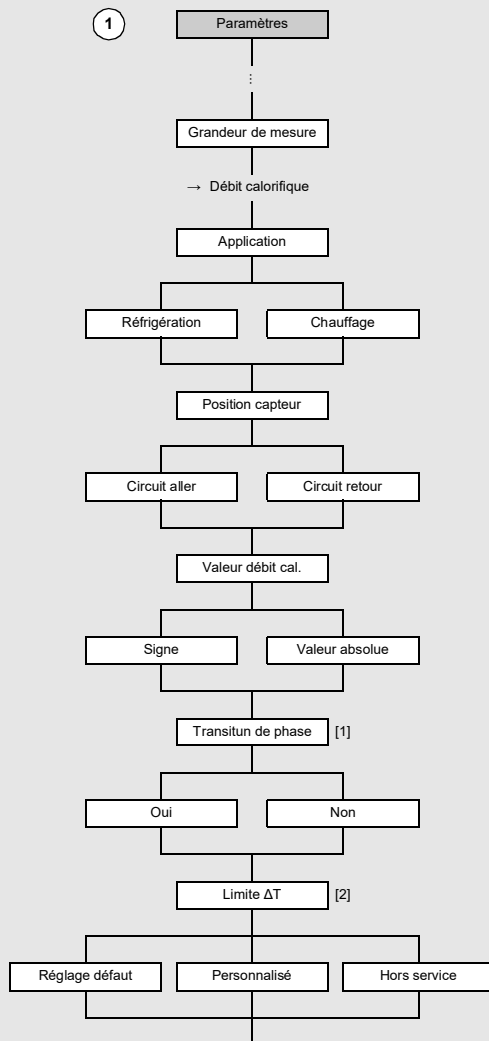 1
Paramètres
⋮
Grandeur de mesure
→ Débit calorifique
Application
Réfrigération Chauffage
Position capteur
Circuit aller Circuit retour
Valeur débit cal.
Signe Valeur absolue
Transitun de phase [1]
Oui Non
Limite ΔT [2]
Réglage défaut Personnalisé Hors service